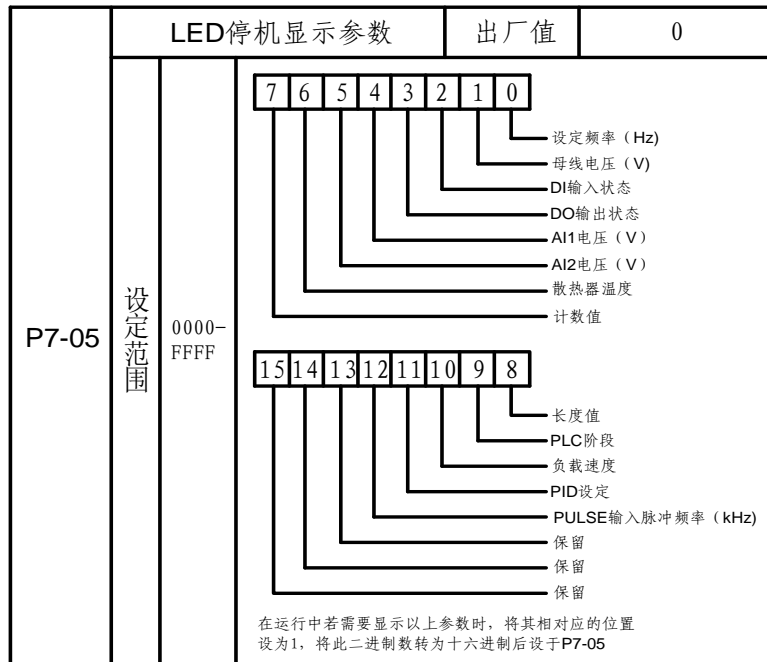 LED停机显示参数 出厂值 0
7 6 5 4 3 2 1 0
设定频率（Hz)
母线电压（V)
DI输入状态
DO输出状态
AI1电压（V）
AI2电压（V）
散热器温度
计数值
P7-05
设定范围
0000-
FFFF
15 14 13 12 11 10 9 8
长度值
PLC阶段
负载速度
PID设定
PULSE输入脉冲频率（kHz)
保留
保留
保留
在运行中若需要显示以上参数时，将其相对应的位置
设为1，将此二进制数转为十六进制后设于P7-05